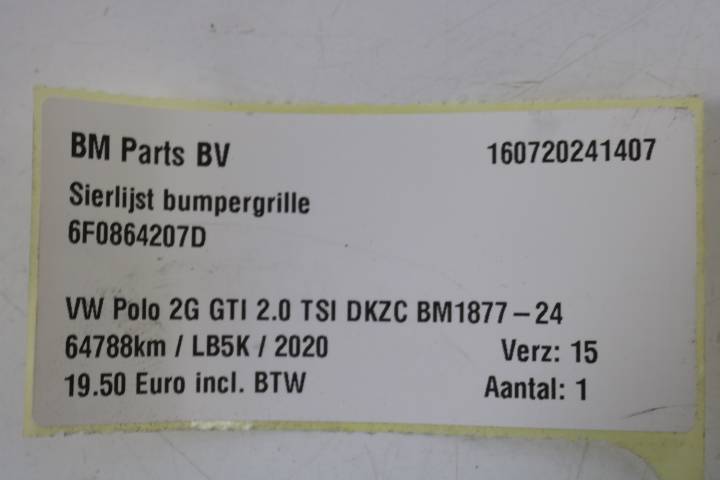 BM Parts BV 160720241407
Sierlijst bumpergrille
6F0864207D
VW Polo 2G GTI 2.0 TSI DKZC BM1877-24
64788km / LB5K / 2020 Verz: 15
19.50 Euro incl. BTW Aantal: 1